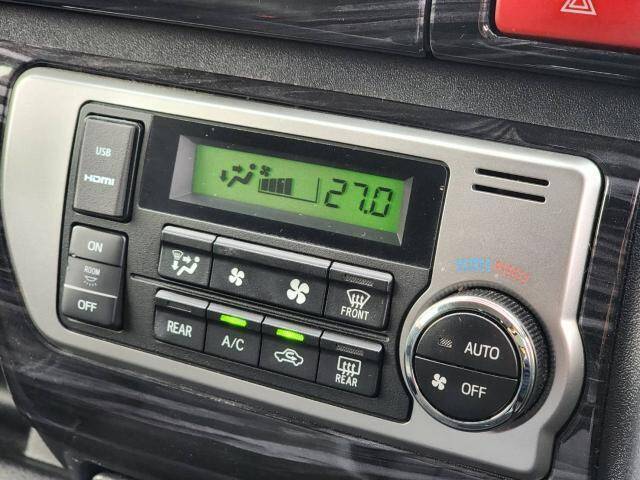 USB
HDMI
27.0
ON
ROOM
OFF
FRONT
REAR
A/C
REAR
AUTO
OFF